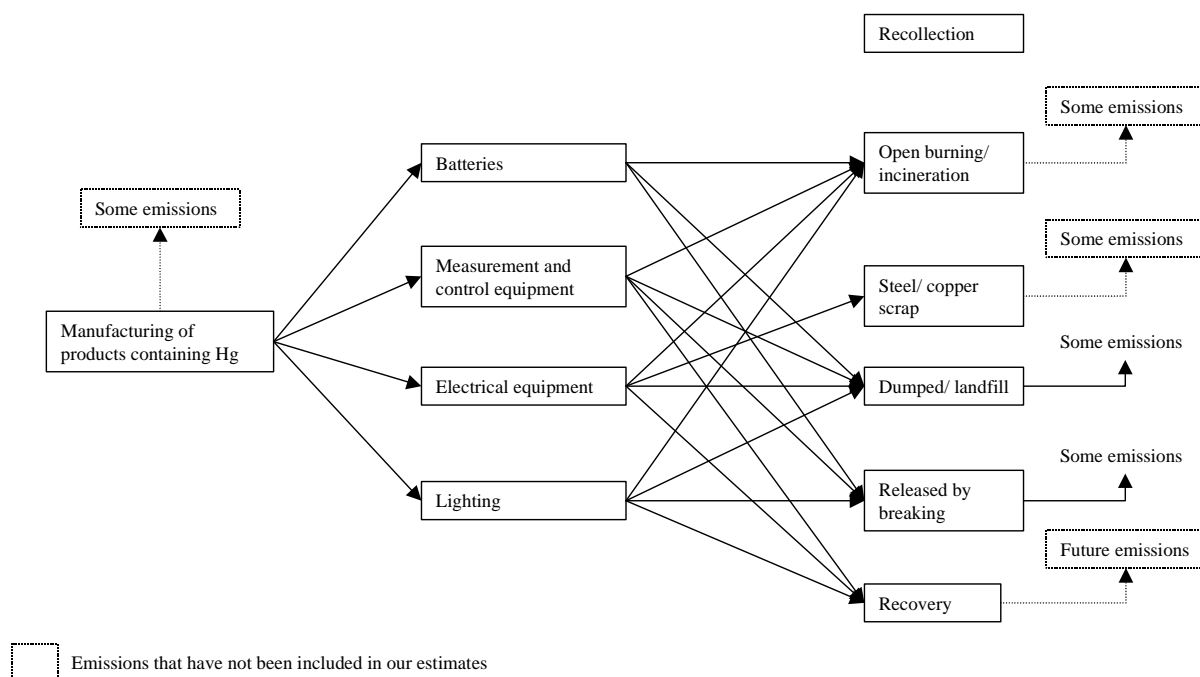 Recollection
Some emissions
Open burning/
incineration
Batteries
Some emissions
Some emissions
Measurement and
control equipment
Steel/ copper
scrap
Manufacturing of
products containing Hg
Some emissions
Electrical equipment
Dumped/ landfill
Some emissions
Lighting
Released by
breaking
Future emissions
Recovery
Emissions that have not been included in our estimates